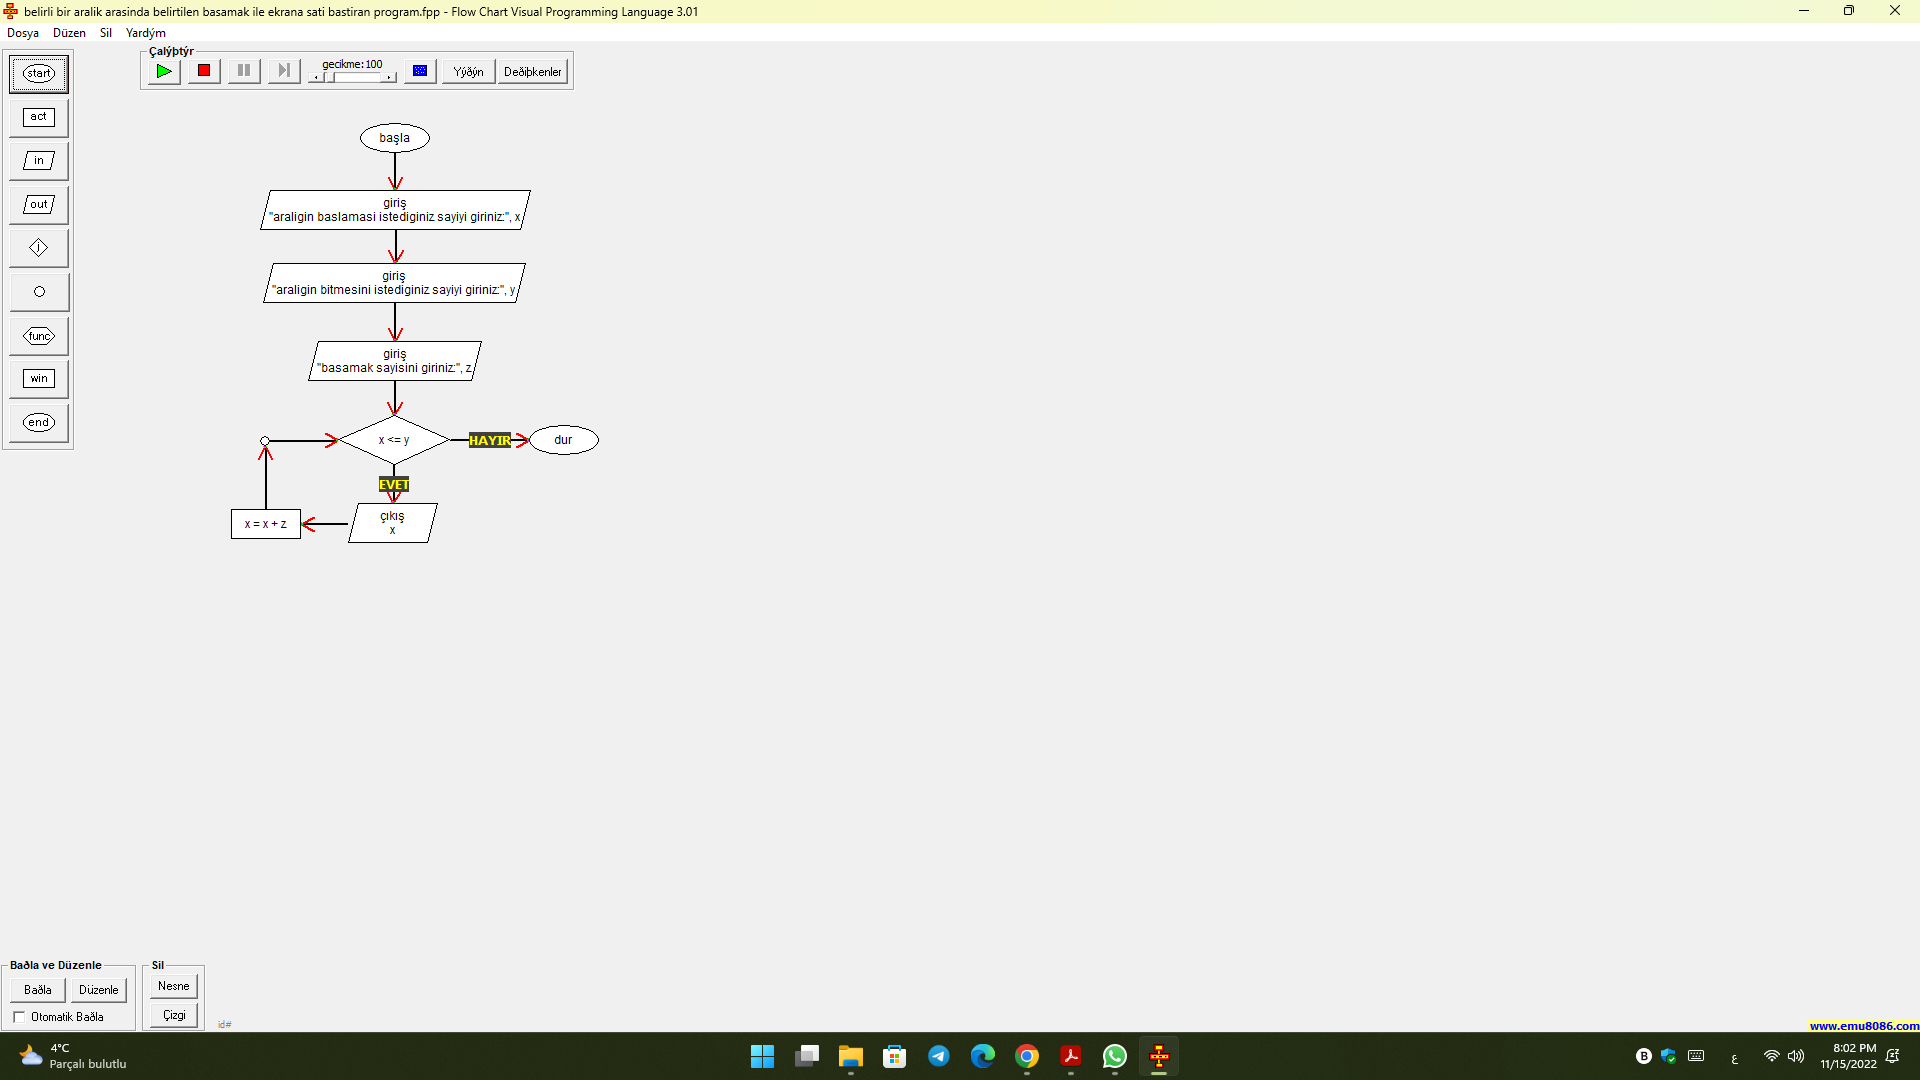 belirli bir aralik arasinda belirtilen basamak ile ekrana sati bastiran program.fpp - Flow Chart Visual Programming Language 3.01
Dosya Düzen Sil Yardým
Çalýþtýr
gecikme:100
Yýðýn
Deðiþkenler
start
act
in
out
j
func
win
end
başla
giriş
"araligin baslamasi istediginiz sayiyi giriniz:", x
giriş
"araligin bitmesini istediginiz sayiyi giriniz:", y
giriş
"basamak sayisini giriniz:", z
x <= y
HAYIR
dur
EVET
çıkış
x
x = x + z
Baðla ve Düzenle
Baðla
Düzenle
Otomatik Baðla
Sil
Nesne
Çizgi
id#
www.emu8086.com
4°C
Parçalı bulutlu
B
ع
8:02 PM
11/15/2022